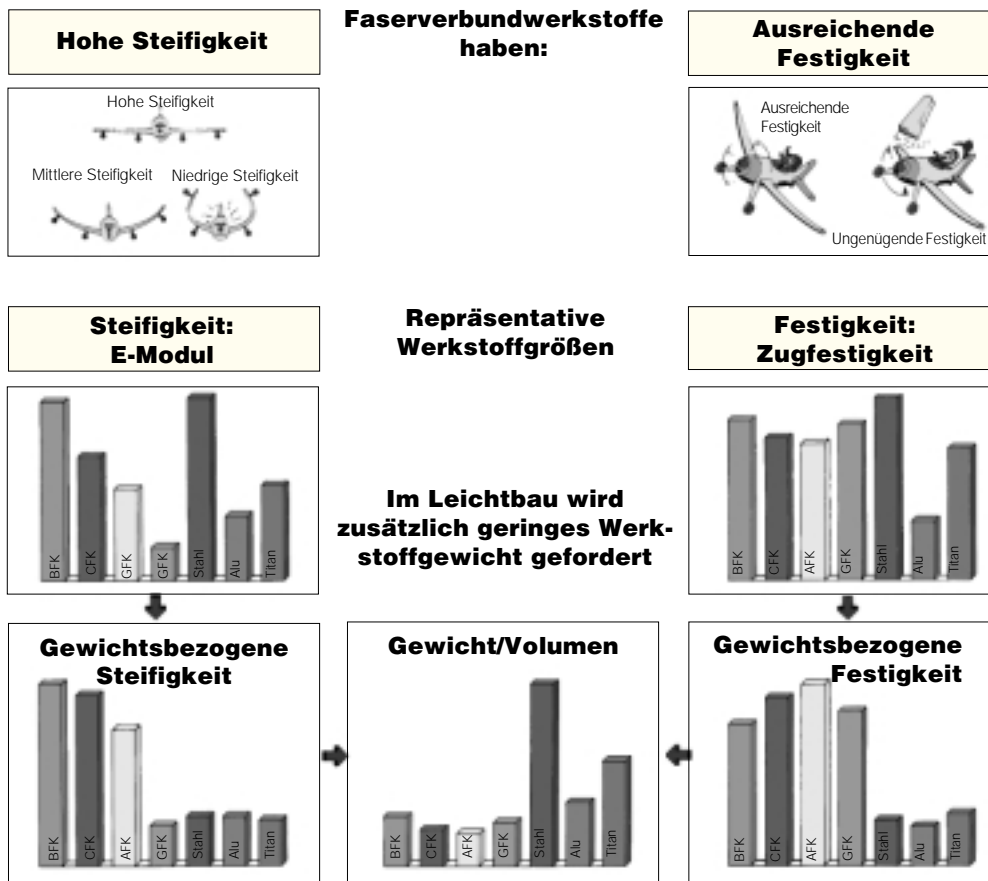 Hohe Steifigkeit
Faserverbundwerkstoffe
haben:
Ausreichende
Festigkeit
Hohe Steifigkeit
Mittlere Steifigkeit
Niedrige Steifigkeit
Ausreichende
Festigkeit
Ungenügende Festigkeit
Steifigkeit:
E-Modul
Repräsentative
Werkstoffgrößen
Festigkeit:
Zugfestigkeit
BFK
CFK
GFK
GFK
Stahl
Alu
Titan
Im Leichtbau wird
zusätzlich geringes Werk-
stoffgewicht gefordert
BFK
CFK
AFK
GFK
Stahl
Alu
Titan
Gewichtsbezogene
Steifigkeit
BFK
CFK
AFK
GFK
Stahl
Alu
Titan
Gewicht/Volumen
BFK
CFK
AFK
GFK
Stahl
Alu
Titan
Gewichtsbezogene
Festigkeit
BFK
CFK
AFK
GFK
Stahl
Alu
Titan